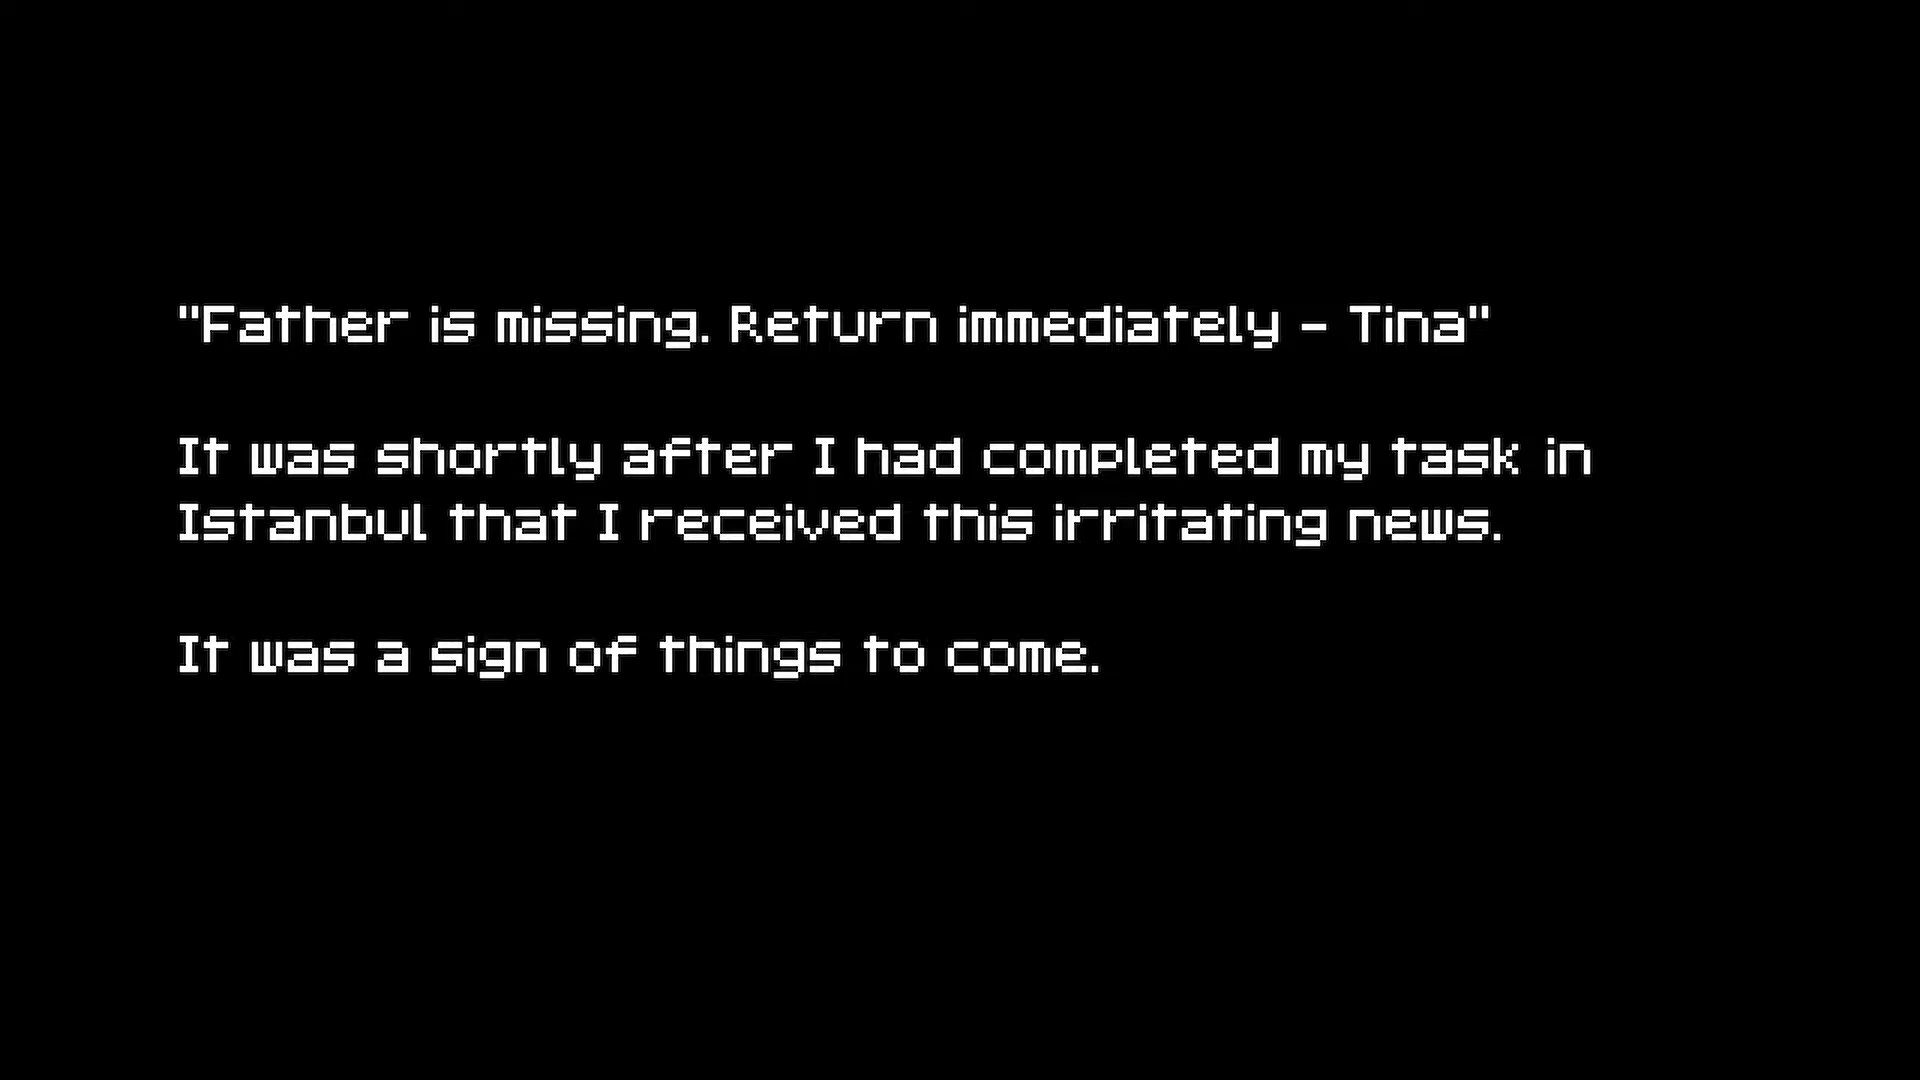 "Father is missing. Return immediately - Tina"
It was shortly after I had completed my task in
Istanbul that I received this irritating news.
It was a sign of things to come.